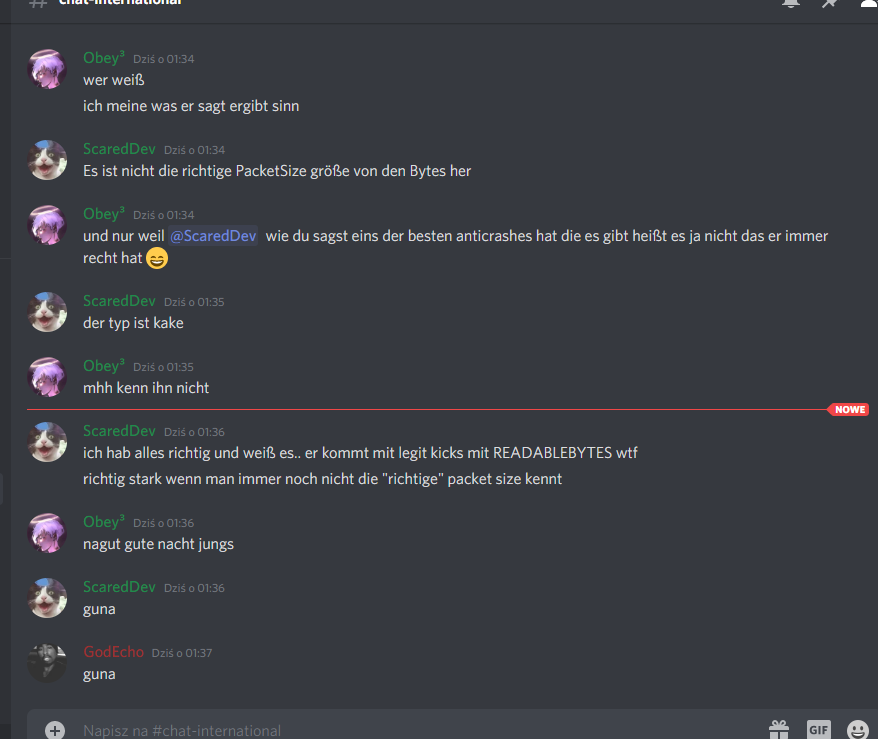 chat-international
Obey³ Dziś o 01:34
wer weiß
ich meine was er sagt ergibt sinn
ScaredDev Dziś o 01:34
Es ist nicht die richtige PacketSize größe von den Bytes her
Obey³ Dziś o 01:34
und nur weil @ScaredDev wie du sagst eins der besten anticrashes hat die es gibt heißt es ja nicht das er immer
recht hat 😄
ScaredDev Dziś o 01:35
der typ ist kake
Obey³ Dziś o 01:35
mhh kenn ihn nicht
NOWE
ScaredDev Dziś o 01:36
ich hab alles richtig und weiß es.. er kommt mit legit kicks mit READABLEBYTES wtf
richtig stark wenn man immer noch nicht die "richtige" packet size kennt
Obey³ Dziś o 01:36
nagut gute nacht jungs
ScaredDev Dziś o 01:36
guna
GodEcho Dziś o 01:37
guna
Napisz na #chat-international
GIF